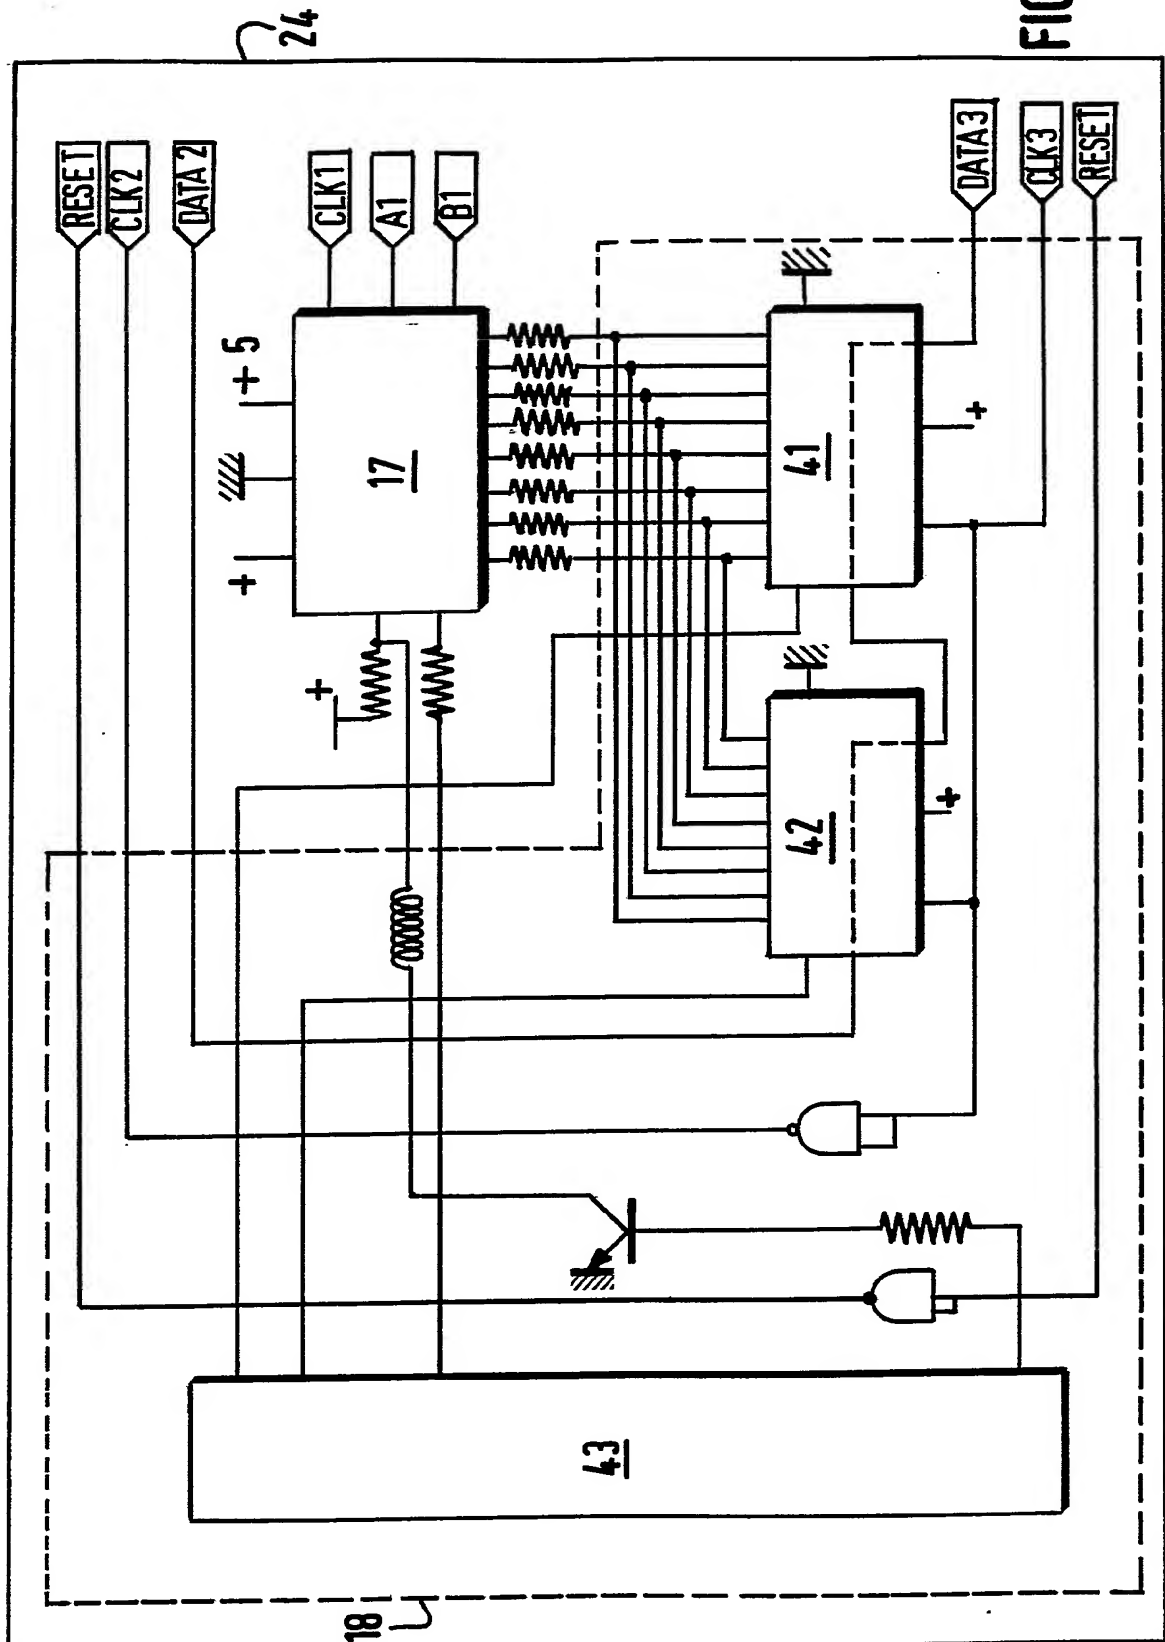 FIG
24
RESET
CLK2
DATA 2
CLK1
A1
B1
DATA3
CLK3
RESET
+ 5
+
17
+
41
+
42
+
43
18